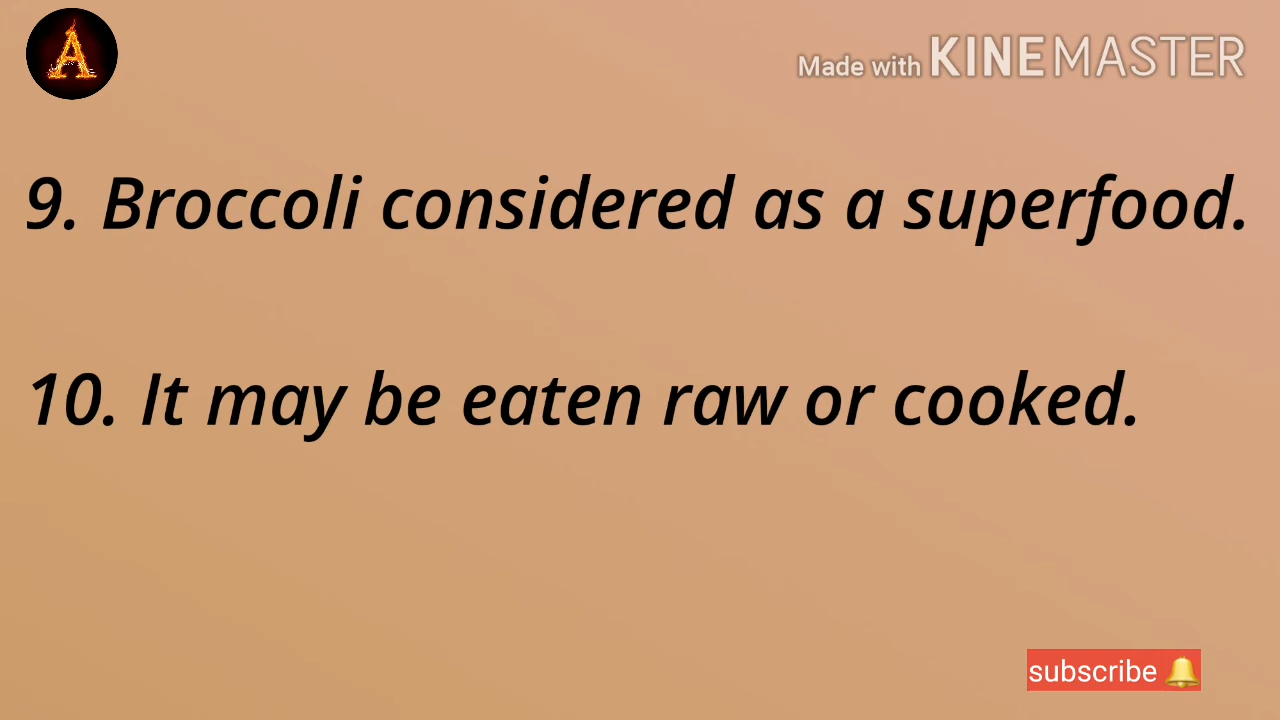 A
Made with KINEMASTER
9. Broccoli considered as a superfood.
10. It may be eaten raw or cooked.
subscribe 🔔